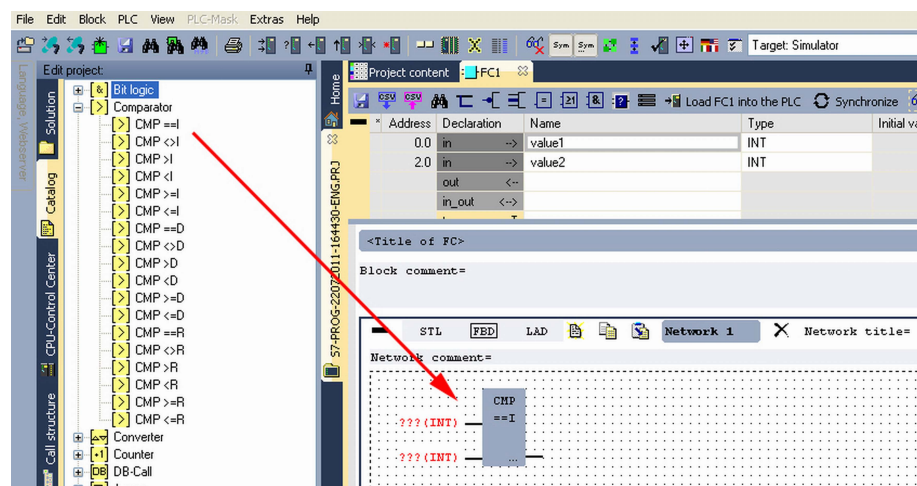 File Edit Block PLC View PLC-Mask Extras Help
Sym Sym Target: Simulator
Language, Webserver
Solution
Catalog
CPU-Control Center
Call structure
Edit project:
Bit logic
Comparator
CMP ==I
CMP <>I
CMP >I
CMP <I
CMP >=I
CMP <=I
CMP ==D
CMP <>D
CMP >D
CMP <D
CMP >=D
CMP <=D
CMP ==R
CMP <>R
CMP >R
CMP <R
CMP >=R
CMP <=R
Converter
Counter
DB-Call
Home
S7-PROG-22072011-164430-ENG.PRJ
Project content FC1
CSV CSV Load FC1 into the PLC Synchronize
Address Declaration Name Type Initial va
0.0 in --> value1 INT
2.0 in --> value2 INT
out <--
in_out <-->
<Title of FC>
Block comment=
STL FBD LAD Network 1 Network title=
Network comment=
CMP
==I
???(INT)
???(INT) ...